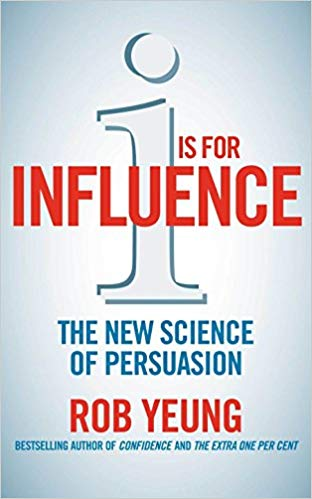 i
IS FOR
INFLUENCE
THE NEW SCIENCE
OF PERSUASION
ROB YEUNG
BESTSELLING AUTHOR OF CONFIDENCE AND THE EXTRA ONE PER CENT